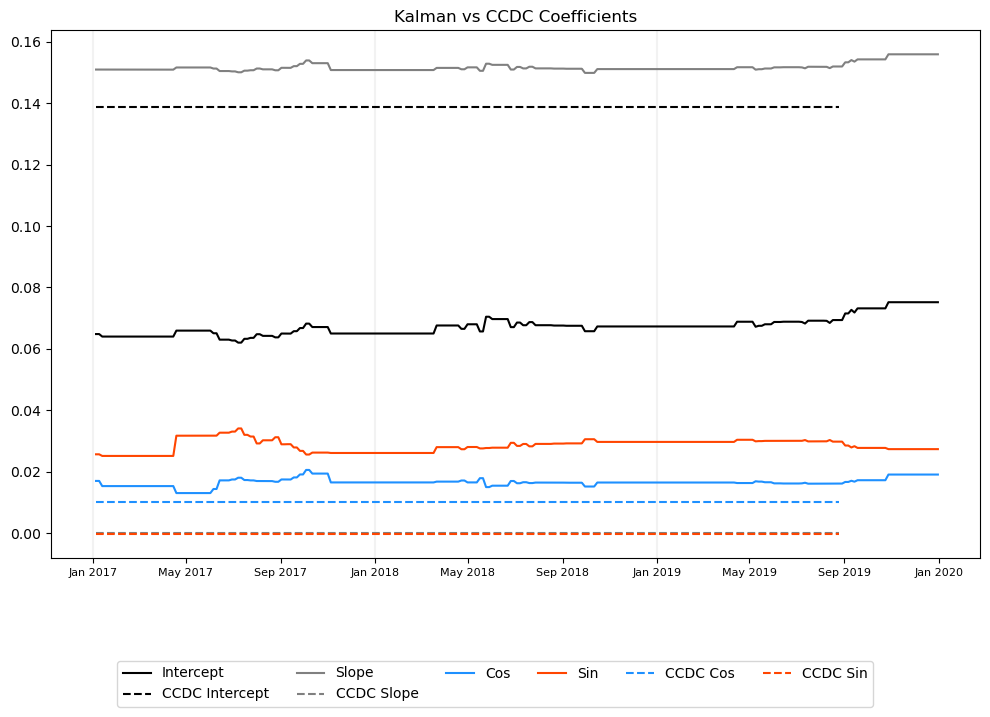 Kalman vs CCDC Coefficients
0.16
0.14
0.12
0.10
0.08
0.06
0.04
0.02
0.00
Jan 2017 May 2017 Sep 2017 Jan 2018 May 2018 Sep 2018 Jan 2019 May 2019 Sep 2019 Jan 2020
Intercept Slope Cos Sin CCDC Cos CCDC Sin
CCDC Intercept CCDC Slope